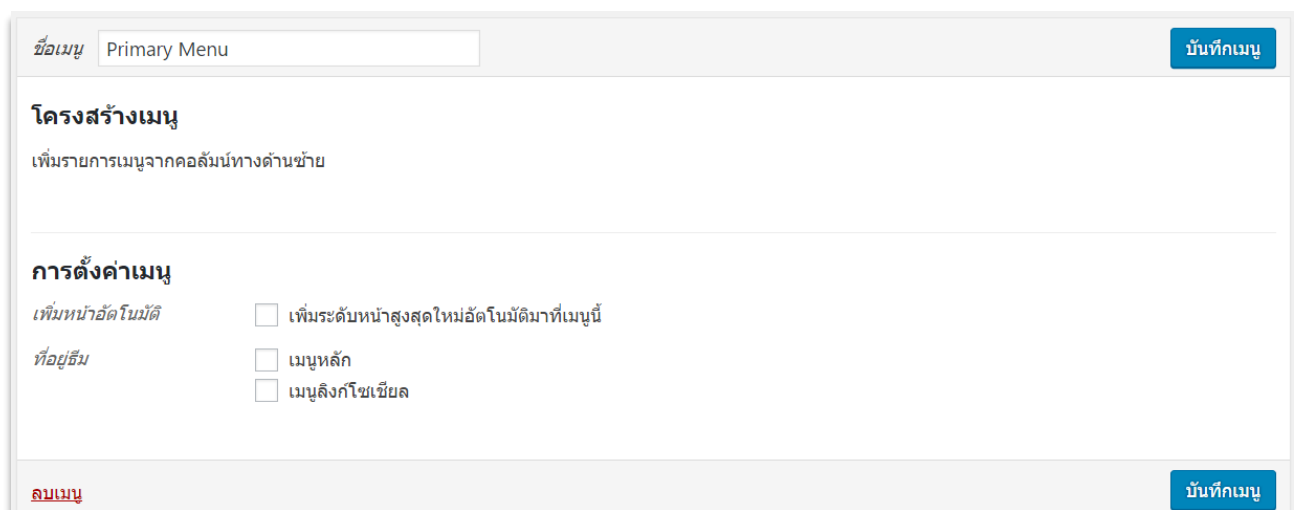 ชื่อเมนู Primary Menu บันทึกเมนู
โครงสร้างเมนู
เพิ่มรายการเมนูจากคอลัมน์ทางด้านซ้าย
การตั้งค่าเมนู
เพิ่มหน้าอัตโนมัติ เพิ่มระดับหน้าสูงสุดใหม่อัตโนมัติมาที่เมนูนี้
ที่อยู่ธีม เมนูหลัก
เมนูลิงก์โซเชียล
ลบเมนู บันทึกเมนู